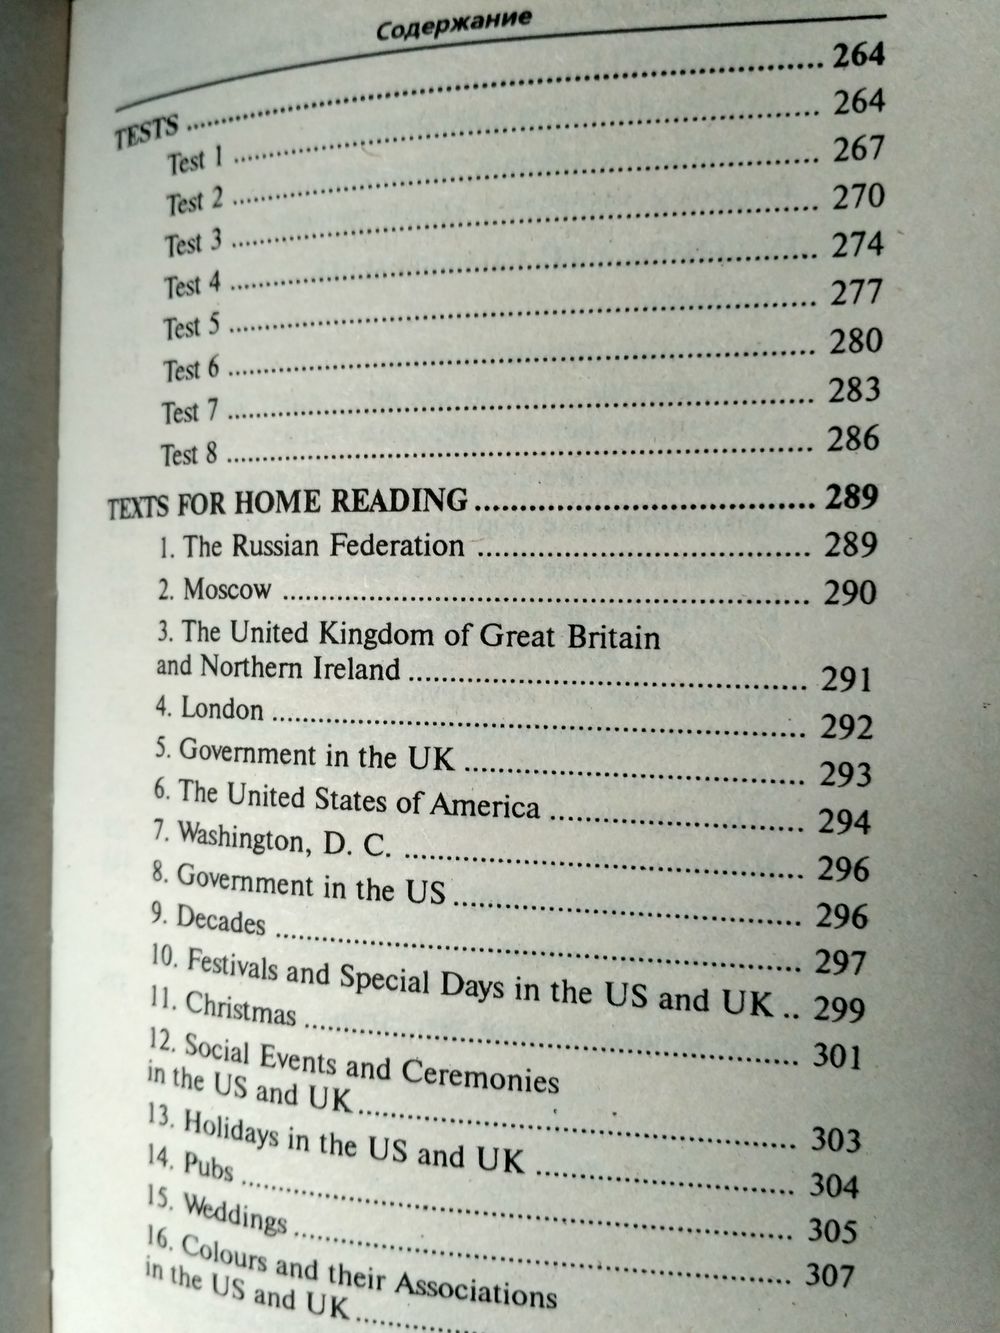 Содержание
TESTS ........ 264
Test 1 ........ 264
Test 2 ........ 267
Test 3 ........ 270
Test 4 ........ 274
Test 5 ........ 277
Test 6 ........ 280
Test 7 ........ 283
Test 8 ........ 286
TEXTS FOR HOME READING ........ 289
1. The Russian Federation ........ 289
2. Moscow ........ 290
3. The United Kingdom of Great Britain
and Northern Ireland ........ 291
4. London ........ 292
5. Government in the UK ........ 293
6. The United States of America ........ 294
7. Washington, D. C. ........ 296
8. Government in the US ........ 296
9. Decades ........ 297
10. Festivals and Special Days in the US and UK .. 299
11. Christmas ........ 301
12. Social Events and Ceremonies
in the US and UK ........ 303
13. Holidays in the US and UK ........ 304
14. Pubs ........ 305
15. Weddings ........ 307
16. Colours and their Associations
in the US and UK ........